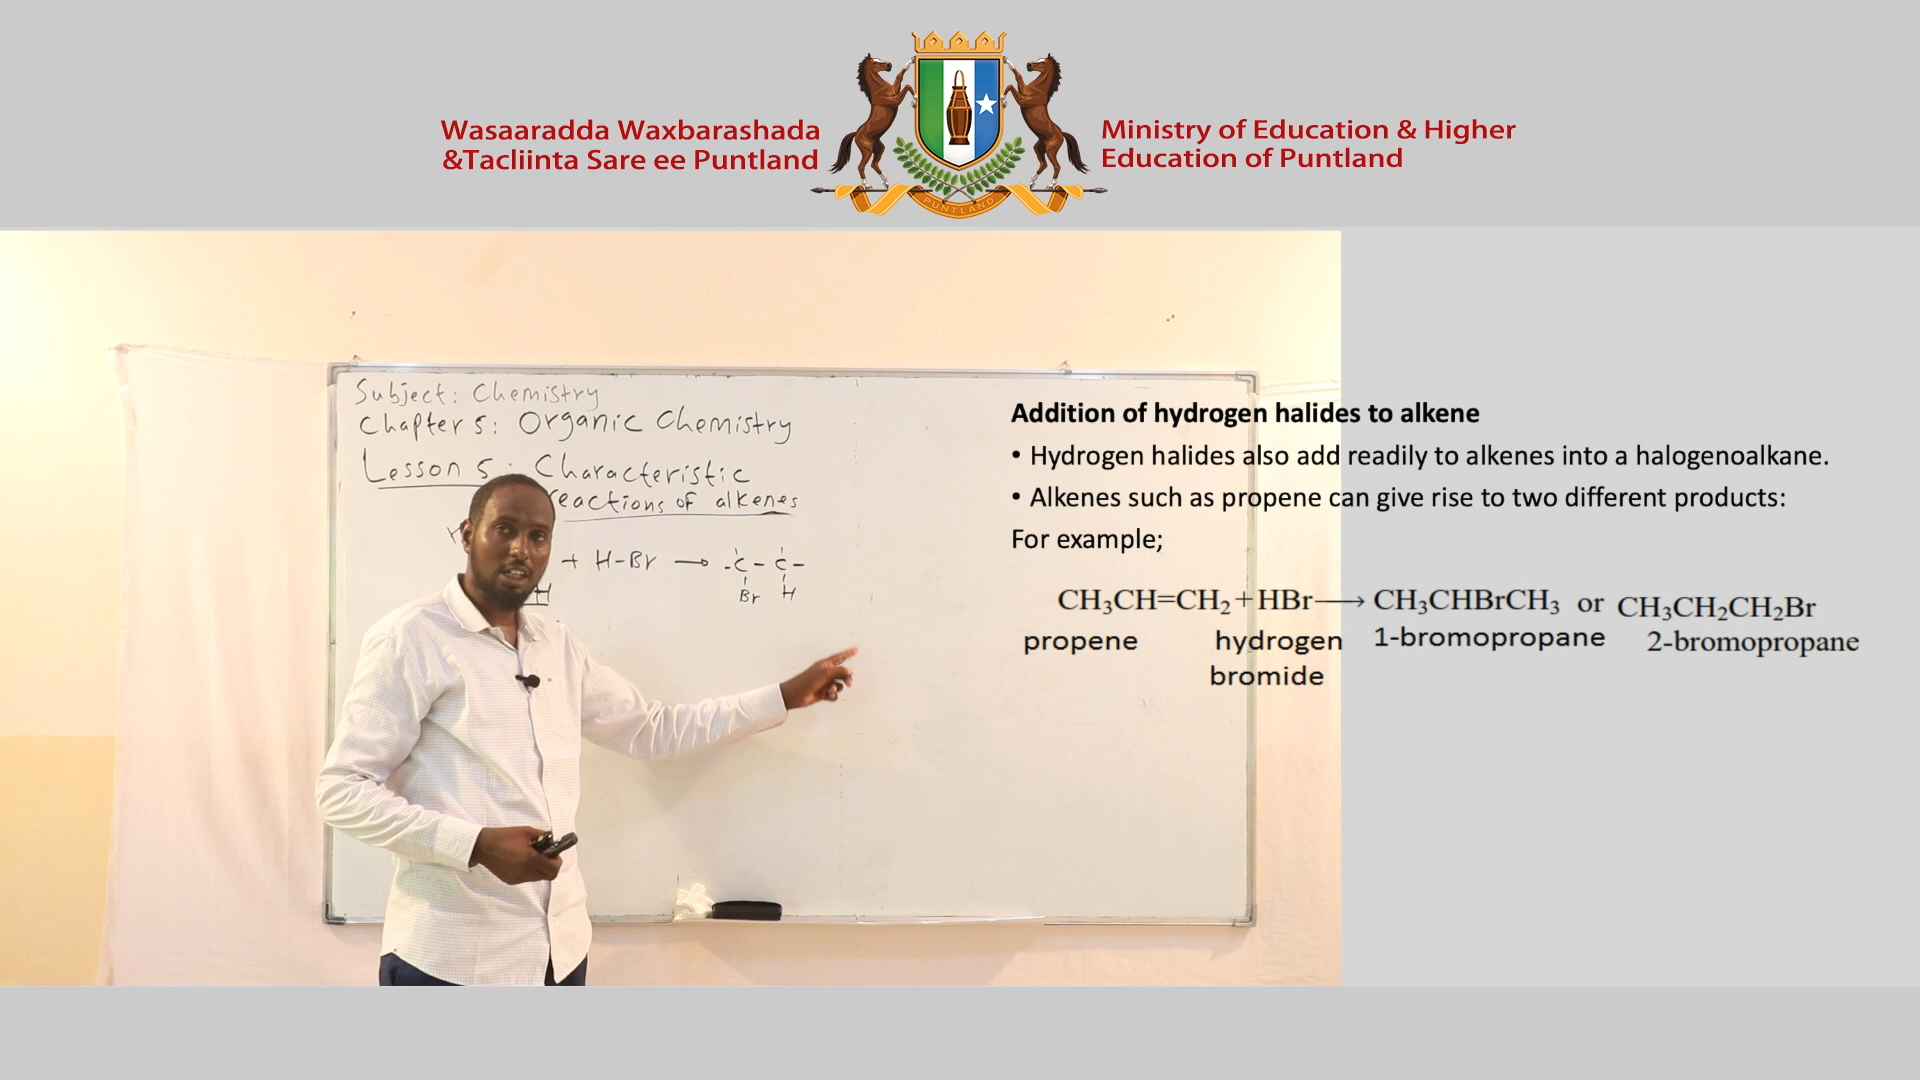 Wasaaradda Waxbarashada
&Tacliinta Sare ee Puntland
Ministry of Education & Higher
Education of Puntland
PUNTLAND
Subject: Chemistry
Chapter 5: Organic Chemistry
Lesson 5: Characteristic
reactions of alkenes
+ H-Br → -C-C-
Br H
H
Addition of hydrogen halides to alkene
• Hydrogen halides also add readily to alkenes into a halogenoalkane.
• Alkenes such as propene can give rise to two different products:
For example;
CH₃CH=CH₂+HBr⟶CH₃CHBrCH₃ or CH₃CH₂CH₂Br
propene hydrogen 1-bromopropane 2-bromopropane
bromide